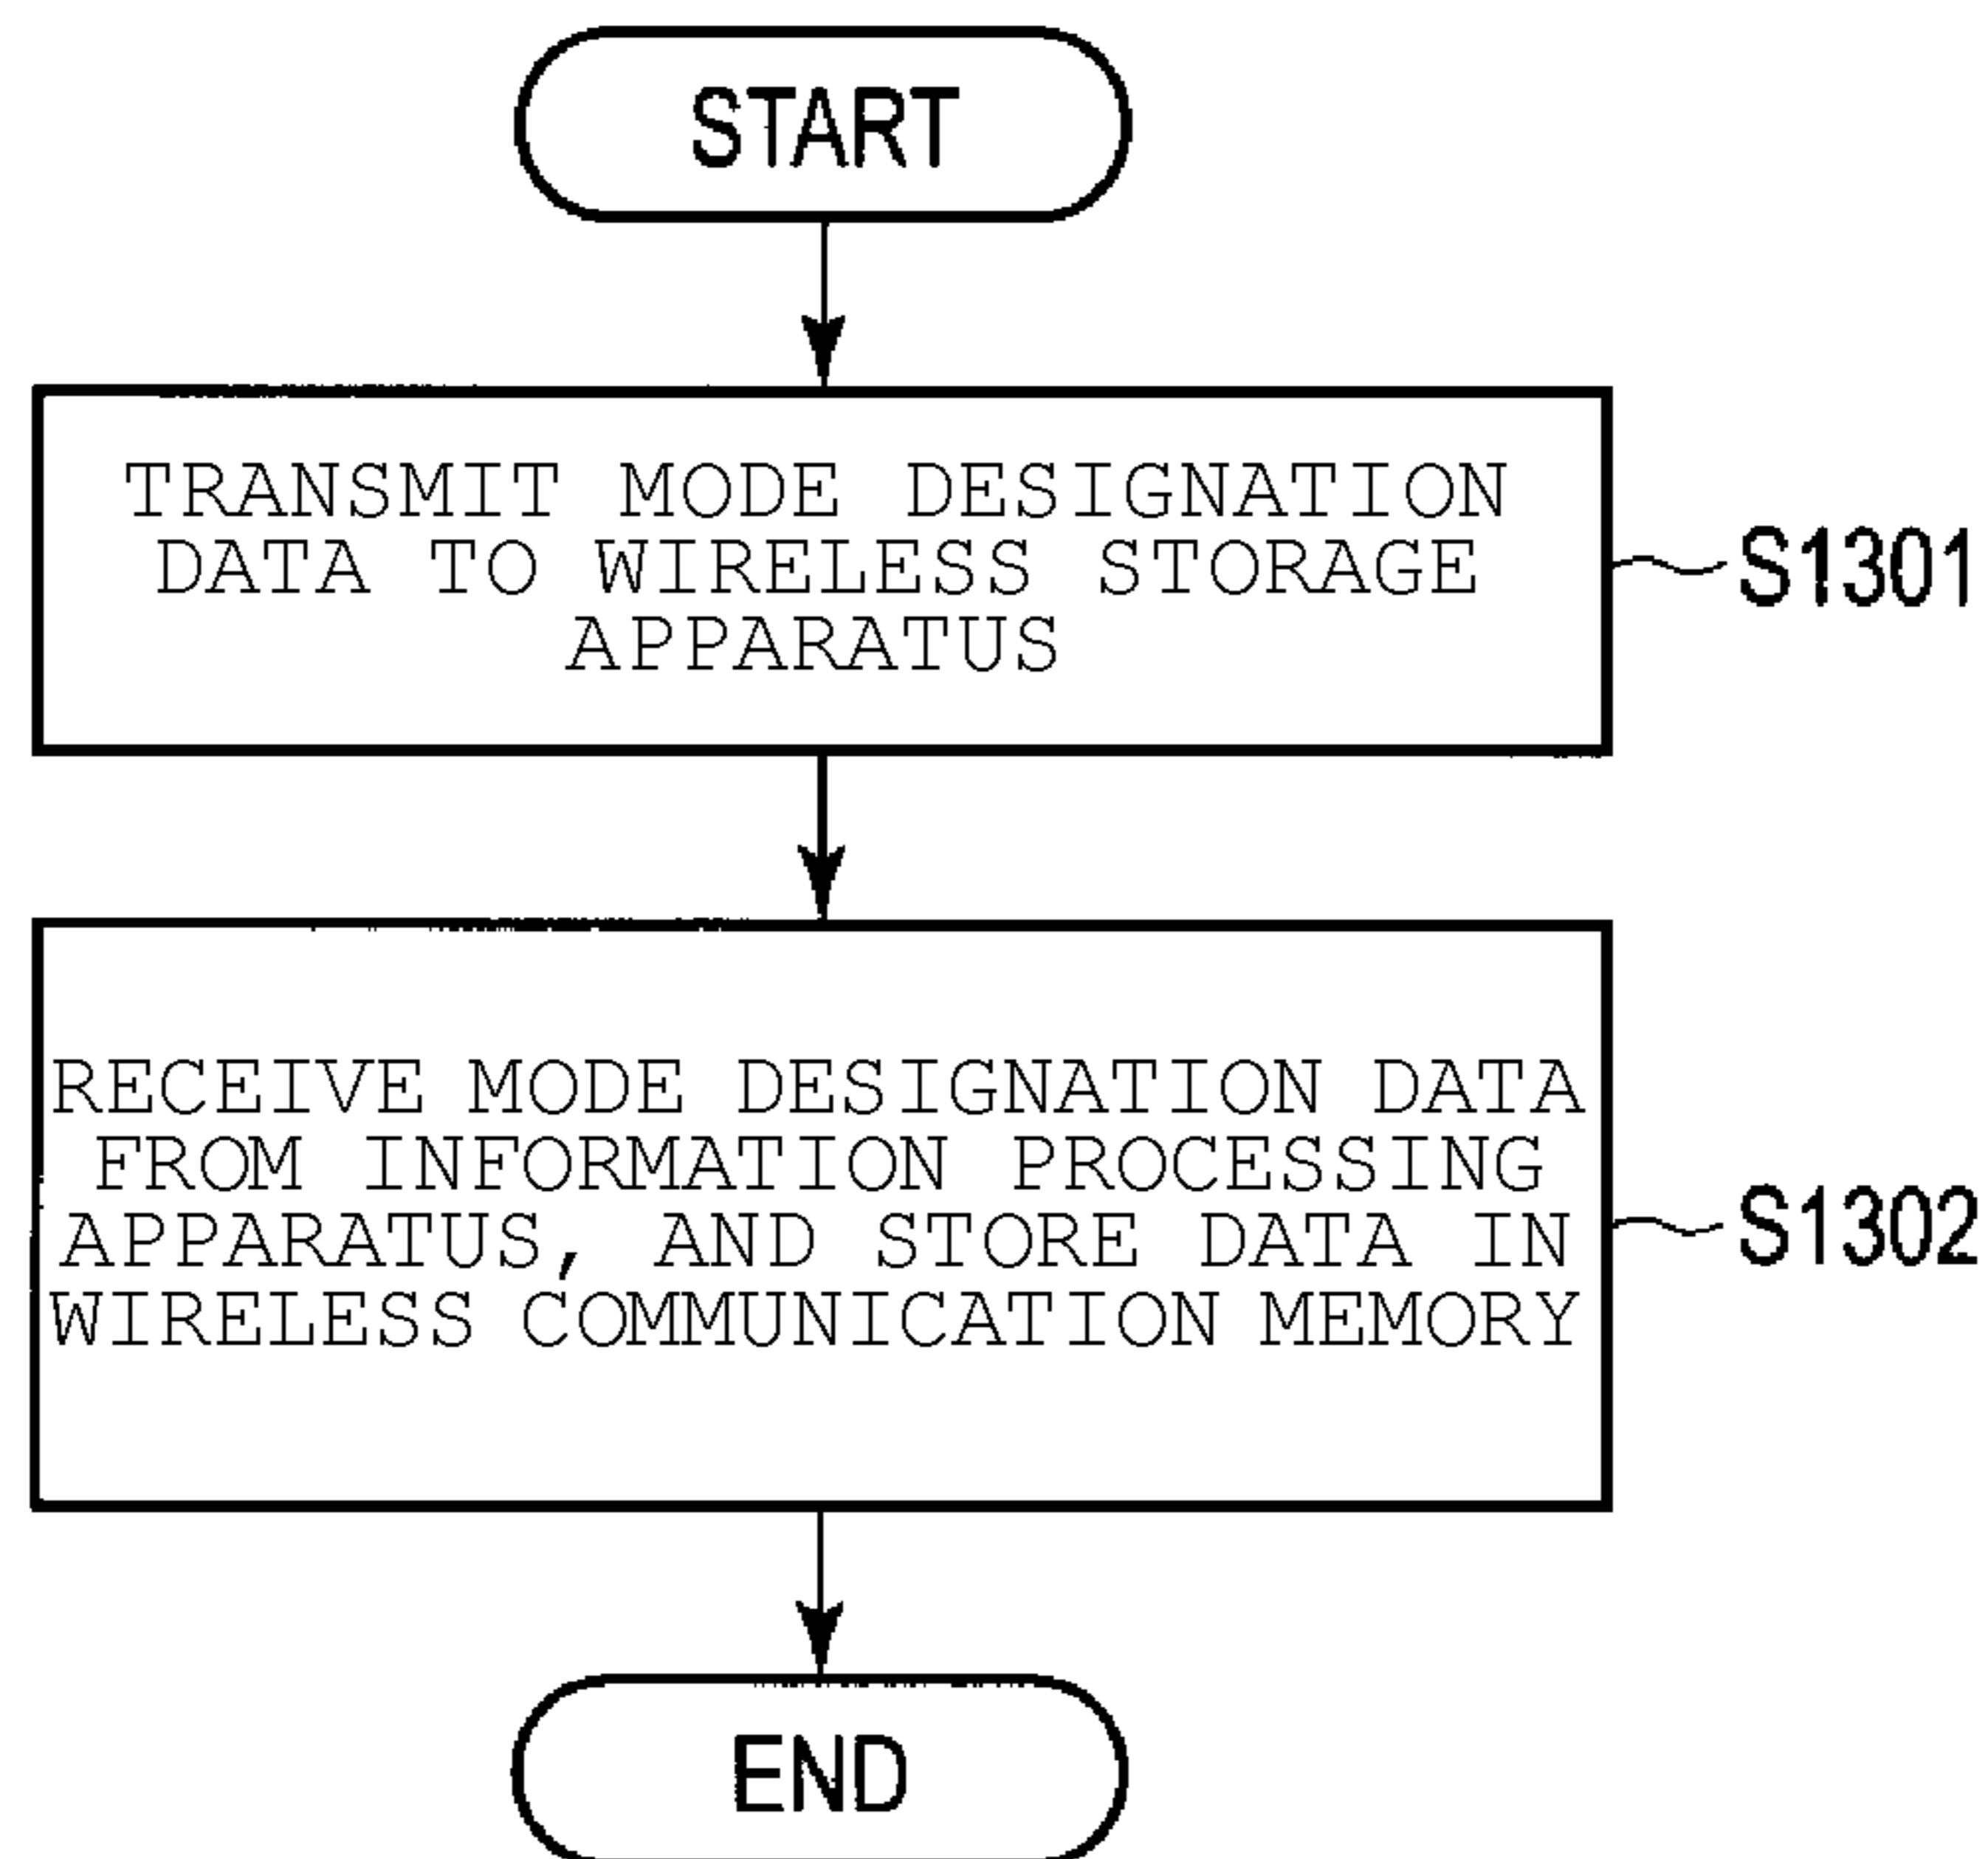 START
TRANSMIT MODE DESIGNATION
DATA TO WIRELESS STORAGE
APPARATUS
S1301
RECEIVE MODE DESIGNATION DATA
FROM INFORMATION PROCESSING
APPARATUS, AND STORE DATA IN
WIRELESS COMMUNICATION MEMORY
S1302
END